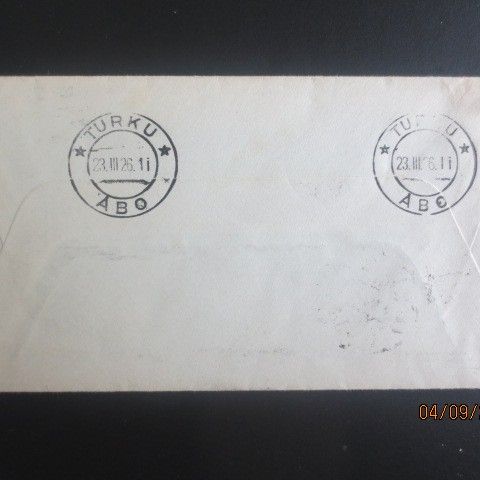 TURKU
23.III.26.11
ÅBO
TURKU
23.III.26.11
ÅBO
04/09/